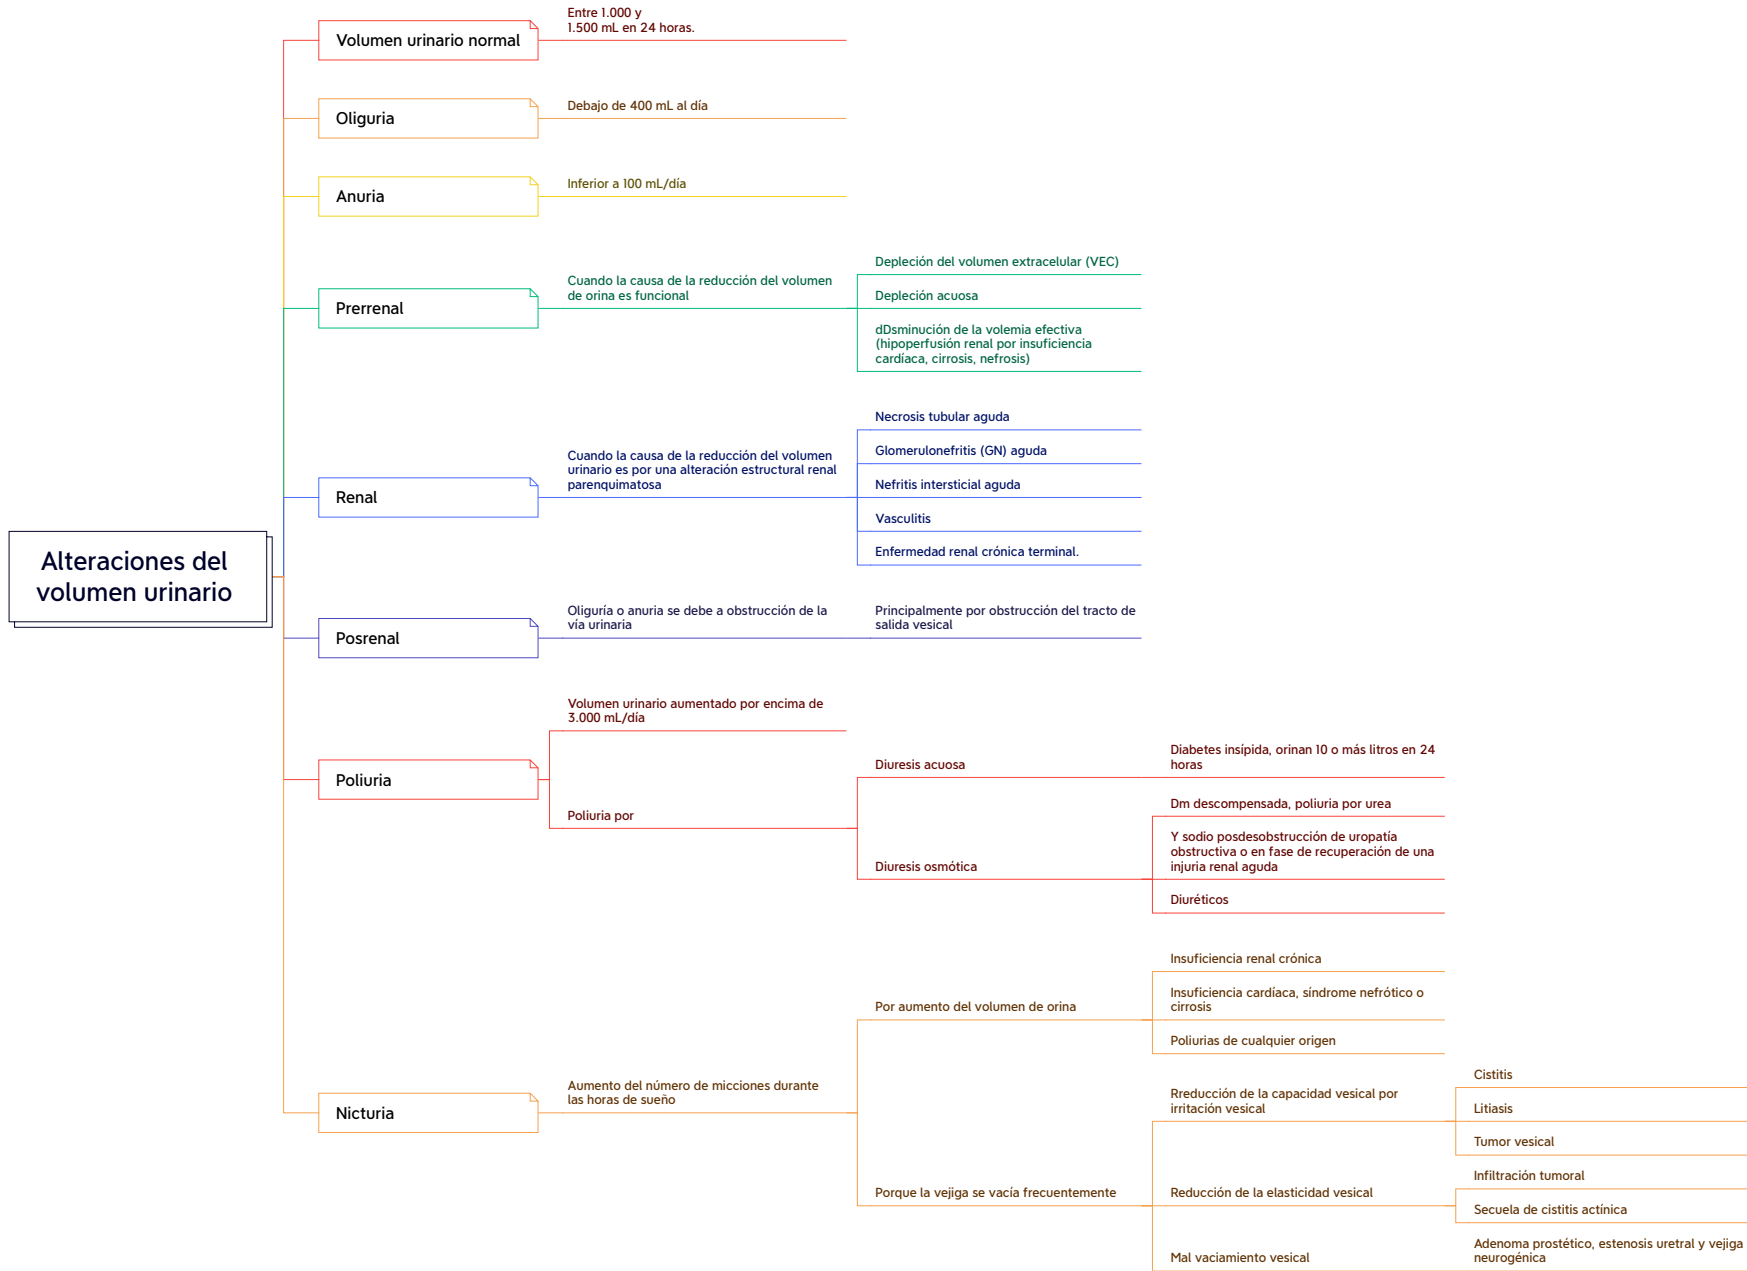 Alteraciones del
volumen urinario
Volumen urinario normal
Entre 1.000 y
1.500 mL en 24 horas.
Oliguria
Debajo de 400 mL al día
Anuria
Inferior a 100 mL/día
Prerrenal
Cuando la causa de la reducción del volumen
de orina es funcional
Depleción del volumen extracelular (VEC)
Depleción acuosa
dDsminución de la volemia efectiva
(hipoperfusión renal por insuficiencia
cardíaca, cirrosis, nefrosis)
Renal
Cuando la causa de la reducción del volumen
urinario es por una alteración estructural renal
parenquimatosa
Necrosis tubular aguda
Glomerulonefritis (GN) aguda
Nefritis intersticial aguda
Vasculitis
Enfermedad renal crónica terminal.
Posrenal
Oliguría o anuria se debe a obstrucción de la
vía urinaria
Principalmente por obstrucción del tracto de
salida vesical
Poliuria
Volumen urinario aumentado por encima de
3.000 mL/día
Poliuria por
Diuresis acuosa
Diabetes insípida, orinan 10 o más litros en 24
horas
Diuresis osmótica
Dm descompensada, poliuria por urea
Y sodio posdesobstrucción de uropatía
obstructiva o en fase de recuperación de una
injuria renal aguda
Diuréticos
Nicturia
Aumento del número de micciones durante
las horas de sueño
Por aumento del volumen de orina
Insuficiencia renal crónica
Insuficiencia cardíaca, síndrome nefrótico o
cirrosis
Poliurias de cualquier origen
Porque la vejiga se vacía frecuentemente
Rreducción de la capacidad vesical por
irritación vesical
Cistitis
Litiasis
Tumor vesical
Reducción de la elasticidad vesical
Infiltración tumoral
Secuela de cistitis actínica
Mal vaciamiento vesical
Adenoma prostético, estenosis uretral y vejiga
neurogénica